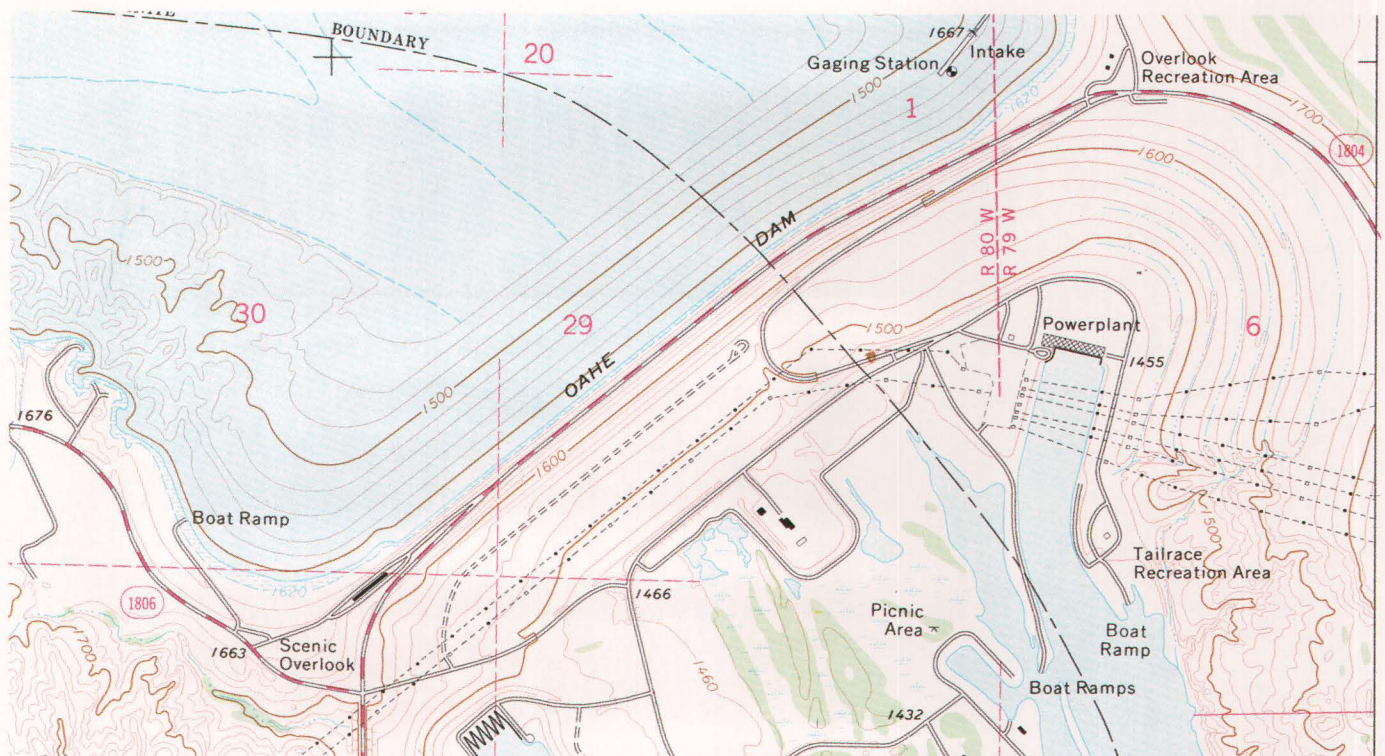 BOUNDARY
20
1667
Intake
Gaging Station
Overlook
Recreation Area
1500
1
1620
1700
1804
1600
DAM
R 80 W
R 79 W
1500
30
29
1500
Powerplant
6
1455
OAHE
1500
1676
1600
Boat Ramp
1500
Tailrace
Recreation Area
1620
1806
1466
Picnic
Area
Boat
Ramp
1700
1663
Scenic
Overlook
1460
Boat Ramps
1432